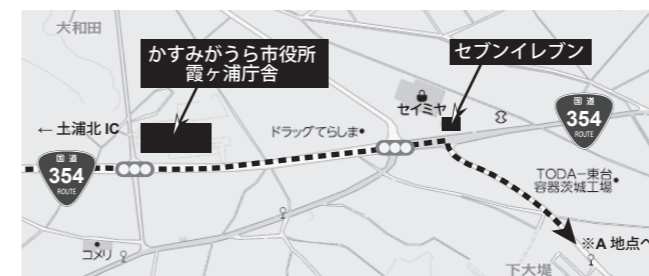 大和田
かすみがうら市役所
霞ヶ浦庁舎
セブンイレブン
セイミヤ
国道
354
ROUTE
← 土浦北 IC
ドラッグてらしま
国道
354
ROUTE
TODA一東台
容器茨城工場
コメリ
※A 地点へ
下大堤